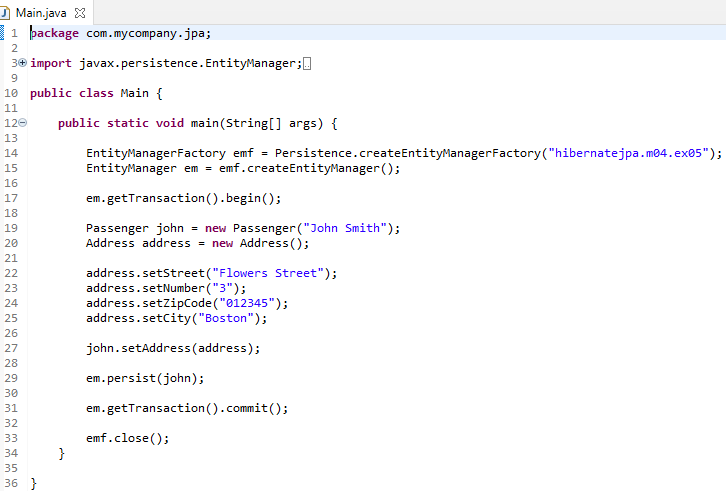 Main.java
1 package com.mycompany.jpa;
2
3 import javax.persistence.EntityManager;
9
10 public class Main {
11
12 public static void main(String[] args) {
13
14 EntityManagerFactory emf = Persistence.createEntityManagerFactory("hibernatejpa.m04.ex05");
15 EntityManager em = emf.createEntityManager();
16
17 em.getTransaction().begin();
18
19 Passenger john = new Passenger("John Smith");
20 Address address = new Address();
21
22 address.setStreet("Flowers Street");
23 address.setNumber("3");
24 address.setZipCode("012345");
25 address.setCity("Boston");
26
27 john.setAddress(address);
28
29 em.persist(john);
30
31 em.getTransaction().commit();
32
33 emf.close();
34 }
35
36 }